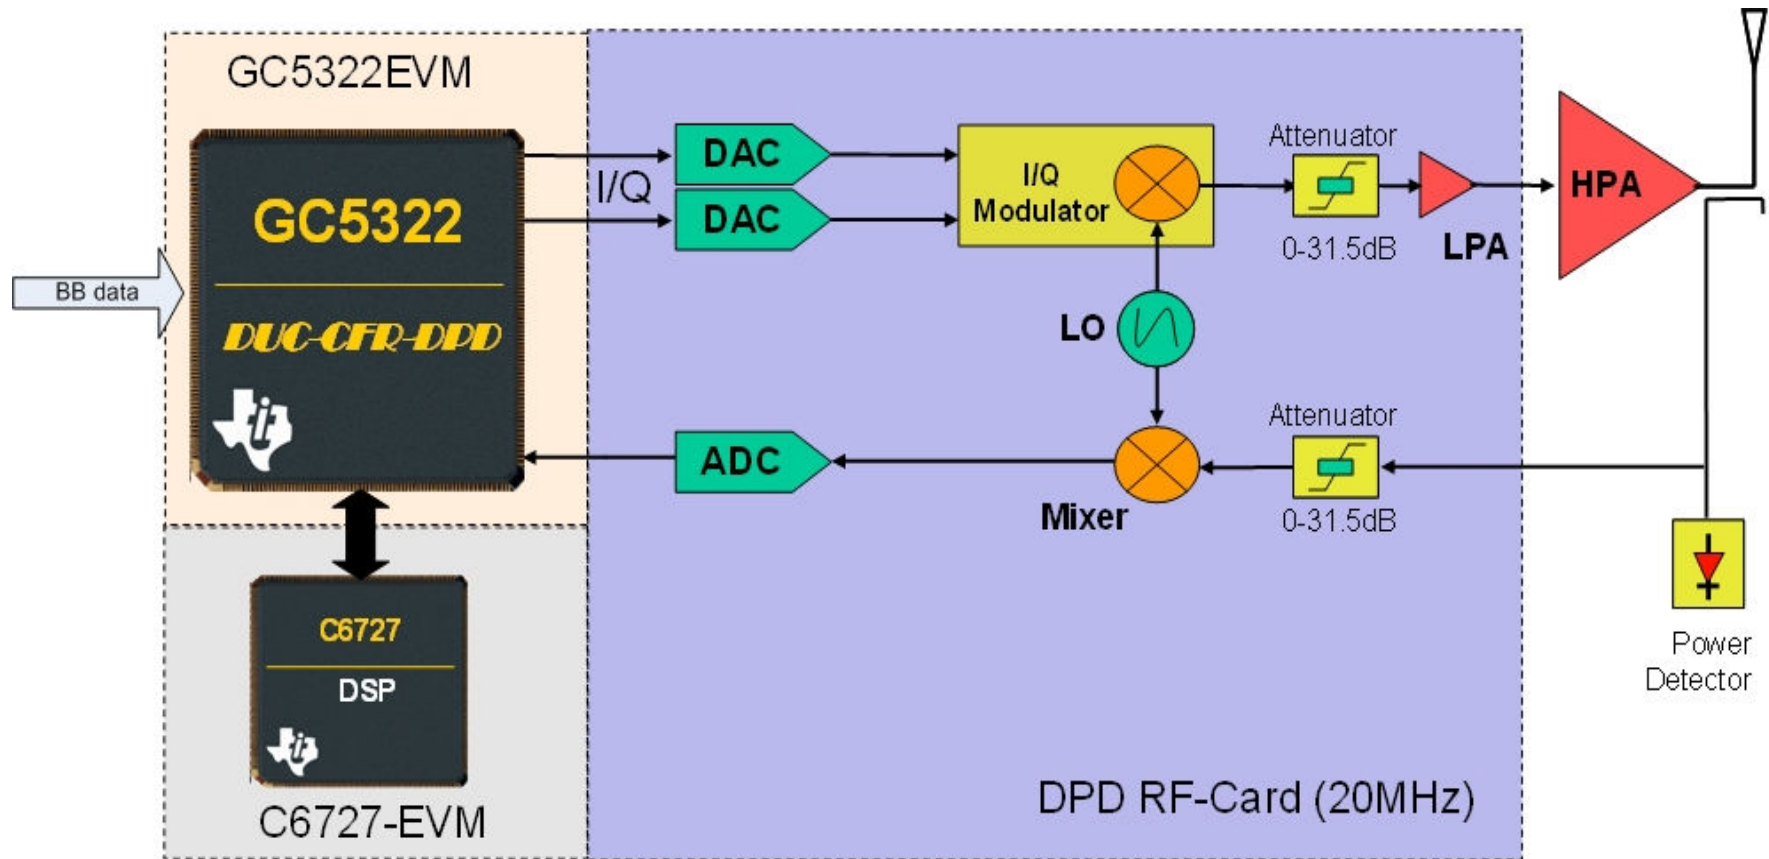 GC5322EVM
BB data
GC5322
DUC-CFR-DPD
I/Q
DAC
DAC
I/Q
Modulator
Attenuator
0-31.5dB
LPA
HPA
LO
ADC
Mixer
Attenuator
0-31.5dB
Power
Detector
C6727
DSP
C6727-EVM
DPD RF-Card (20MHz)